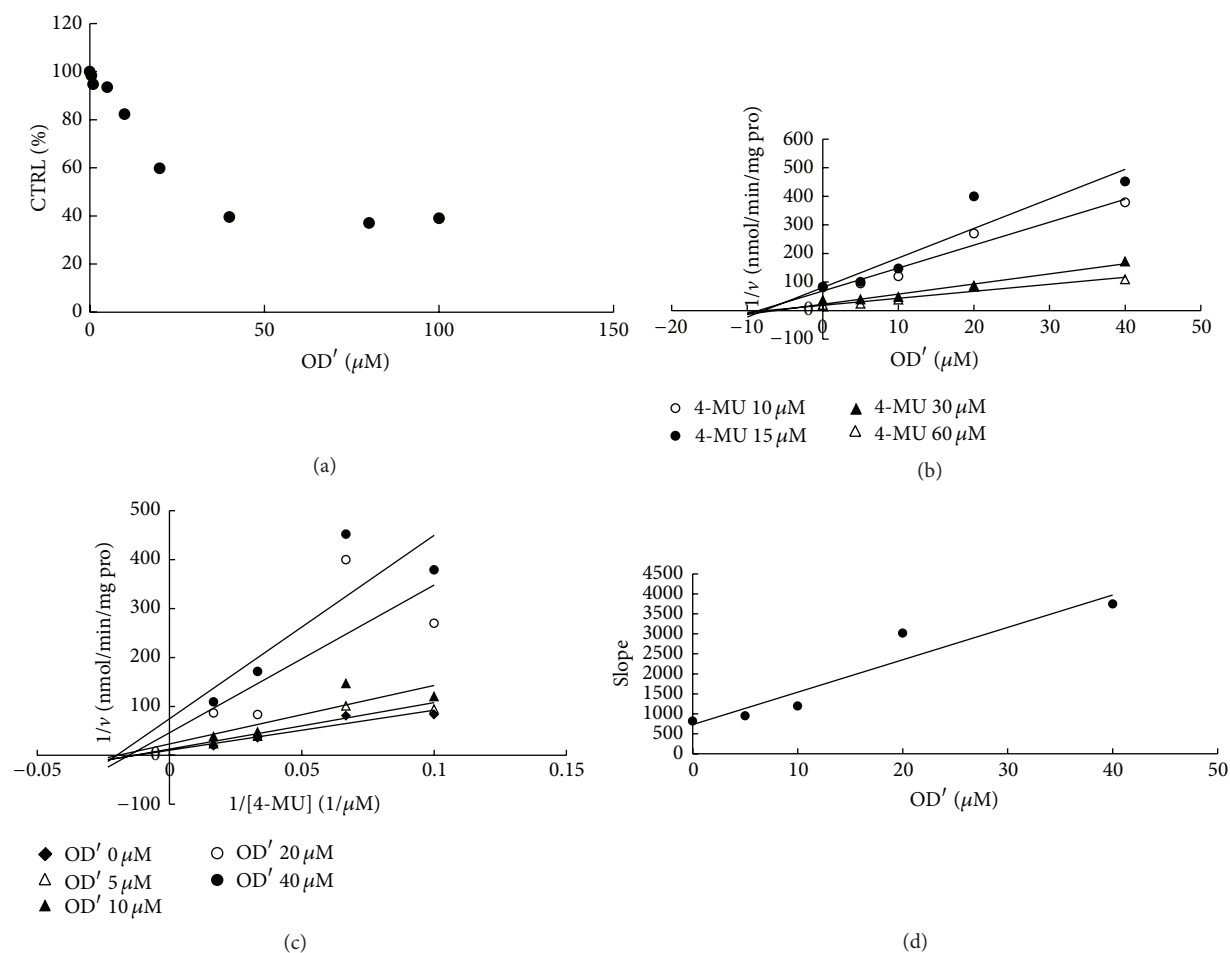 120
100
80
60
40
20
0
CTRL (%)
0 50 100 150
OD′ (μM)
(a)
600
500
400
300
200
100
0
−100
1/v (nmol/min/mg pro)
−20 −10 0 10 20 30 40 50
OD′ (μM)
4-MU 10 μM
4-MU 15 μM
4-MU 30 μM
4-MU 60 μM
(b)
500
400
300
200
100
0
−100
1/v (nmol/min/mg pro)
−0.05 0 0.05 0.1 0.15
1/[4-MU] (1/μM)
OD′ 0 μM
OD′ 5 μM
OD′ 10 μM
OD′ 20 μM
OD′ 40 μM
(c)
4500
4000
3500
3000
2500
2000
1500
1000
500
0
Slope
0 10 20 30 40 50
OD′ (μM)
(d)